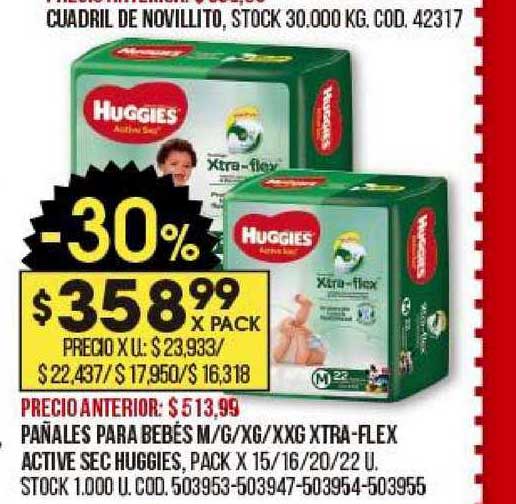 CUADRIL DE NOVILLITO, STOCK 30.000 KG. COD. 42317
HUGGIES
Active Sec
Xtra-flex
HUGGIES
Active Sec
Xtra-flex
M 22
-30%
$358.99
X PACK
PRECIO X U.: $23,933/
$22,437/$17,950/$16,318
PRECIO ANTERIOR: $513,99
PAÑALES PARA BEBÉS M/G/XG/XXG XTRA-FLEX
ACTIVE SEC HUGGIES, PACK X 15/16/20/22 U.
STOCK 1.000 U. COD. 503953-503947-503954-503955